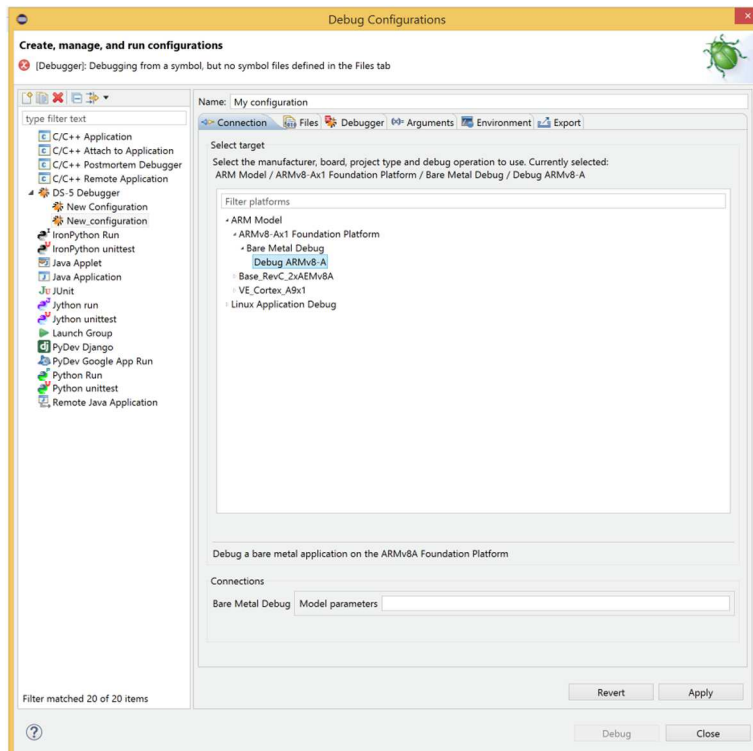 Debug Configurations
Create, manage, and run configurations
[Debugger]: Debugging from a symbol, but no symbol files defined in the Files tab
type filter text
C/C++ Application
C/C++ Attach to Application
C/C++ Postmortem Debugger
C/C++ Remote Application
DS-5 Debugger
New Configuration
New_configuration
IronPython Run
IronPython unittest
Java Applet
Java Application
JUnit
Jython run
Jython unittest
Launch Group
PyDev Django
PyDev Google App Run
Python Run
Python unittest
Remote Java Application
Filter matched 20 of 20 items
Name: My configuration
Connection Files Debugger Arguments Environment Export
Select target
Select the manufacturer, board, project type and debug operation to use. Currently selected:
ARM Model / ARMv8-Ax1 Foundation Platform / Bare Metal Debug / Debug ARMv8-A
Filter platforms
ARM Model
ARMv8-Ax1 Foundation Platform
Bare Metal Debug
Debug ARMv8-A
Base_RevC_2xAEMv8A
VE_Cortex_A9x1
Linux Application Debug
Debug a bare metal application on the ARMv8A Foundation Platform
Connections
Bare Metal Debug Model parameters
Revert Apply
Debug Close